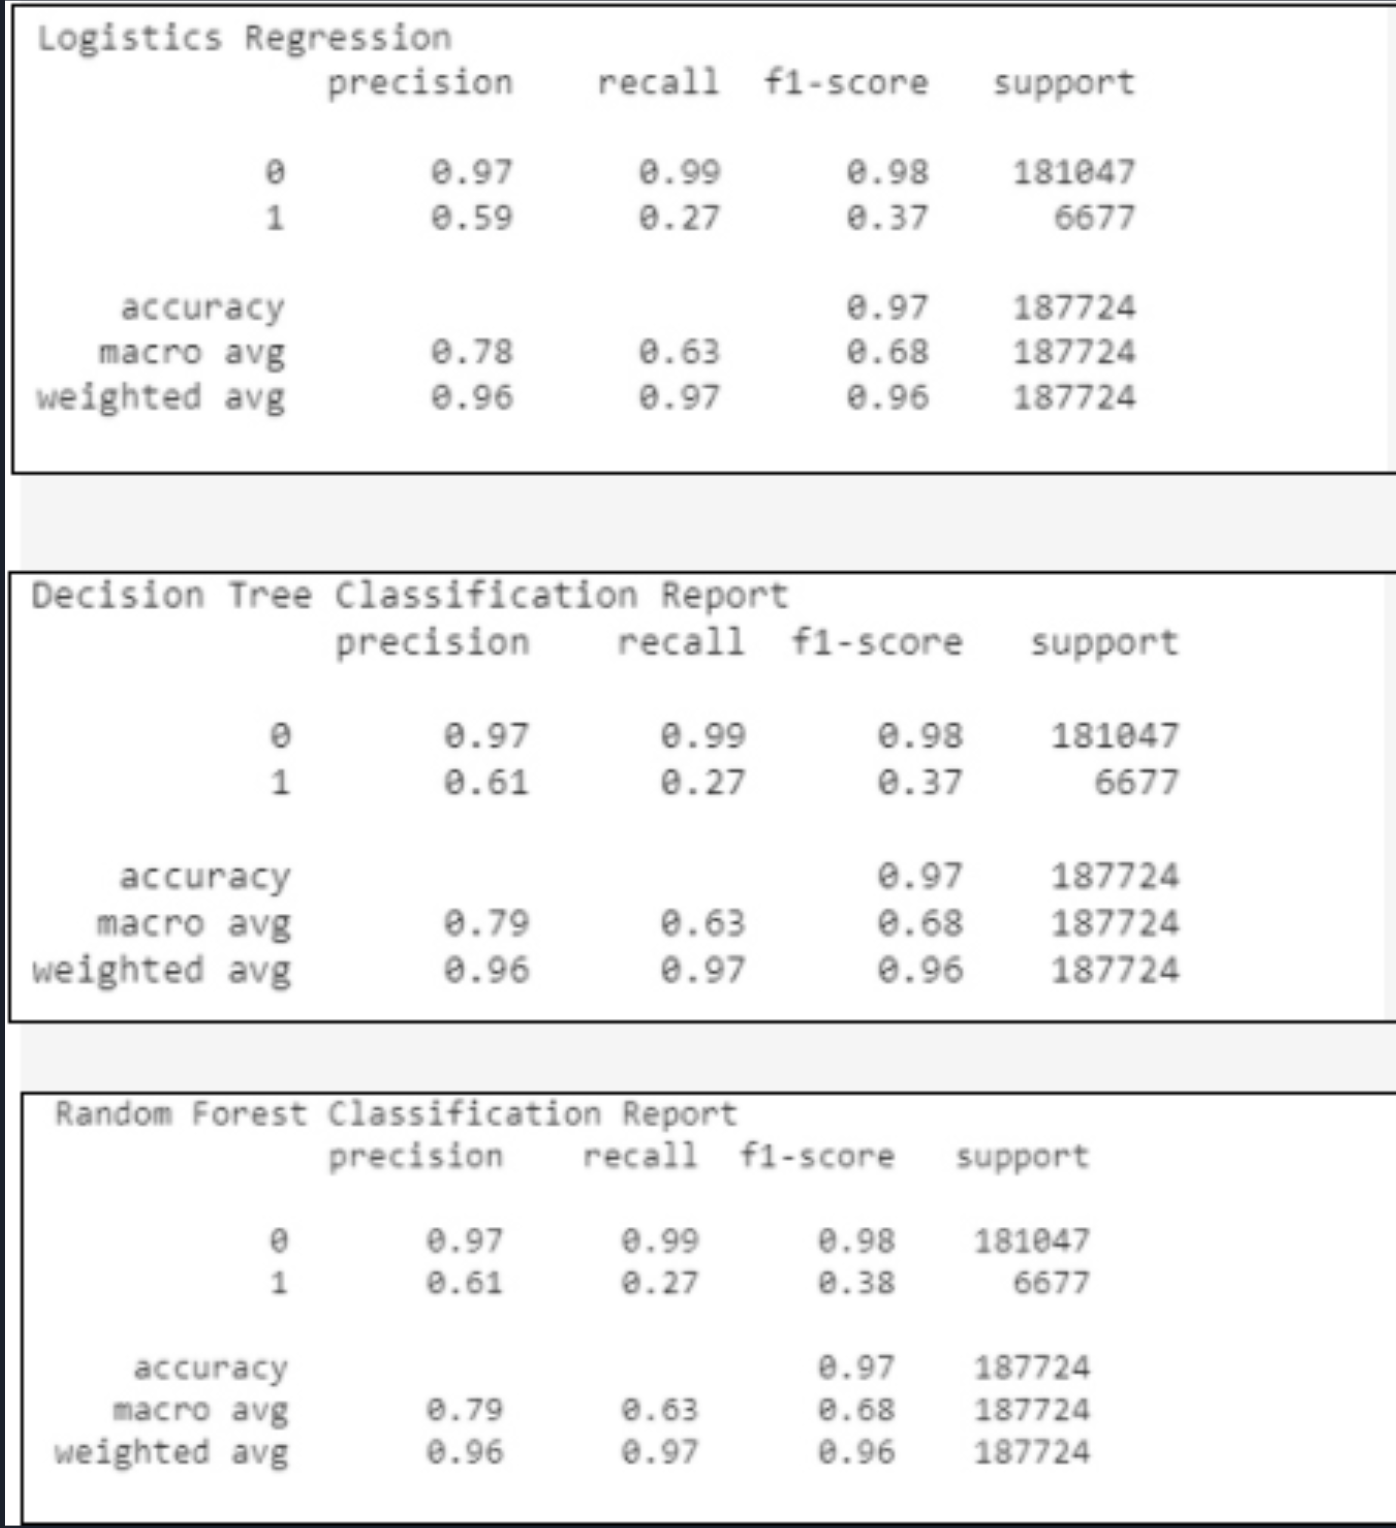 Logistics Regression
precision recall f1-score support
0 0.97 0.99 0.98 181047
1 0.59 0.27 0.37 6677
accuracy 0.97 187724
macro avg 0.78 0.63 0.68 187724
weighted avg 0.96 0.97 0.96 187724
Decision Tree Classification Report
precision recall f1-score support
0 0.97 0.99 0.98 181047
1 0.61 0.27 0.37 6677
accuracy 0.97 187724
macro avg 0.79 0.63 0.68 187724
weighted avg 0.96 0.97 0.96 187724
Random Forest Classification Report
precision recall f1-score support
0 0.97 0.99 0.98 181047
1 0.61 0.27 0.38 6677
accuracy 0.97 187724
macro avg 0.79 0.63 0.68 187724
weighted avg 0.96 0.97 0.96 187724